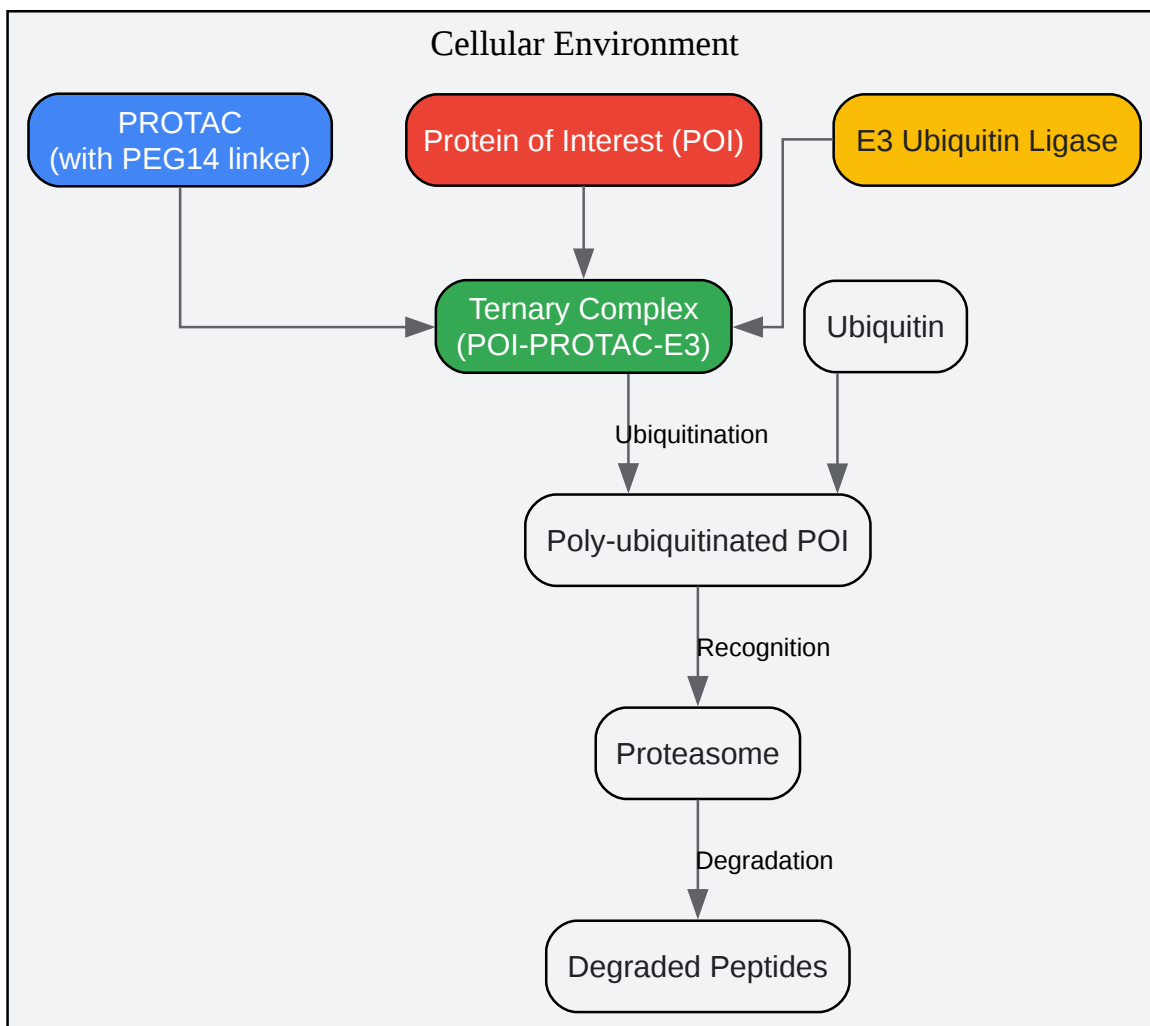 Cellular Environment
PROTAC
(with PEG14 linker)
Protein of Interest (POI)
E3 Ubiquitin Ligase
Ternary Complex
(POI-PROTAC-E3)
Ubiquitin
Ubiquitination
Poly-ubiquitinated POI
Recognition
Proteasome
Degradation
Degraded Peptides